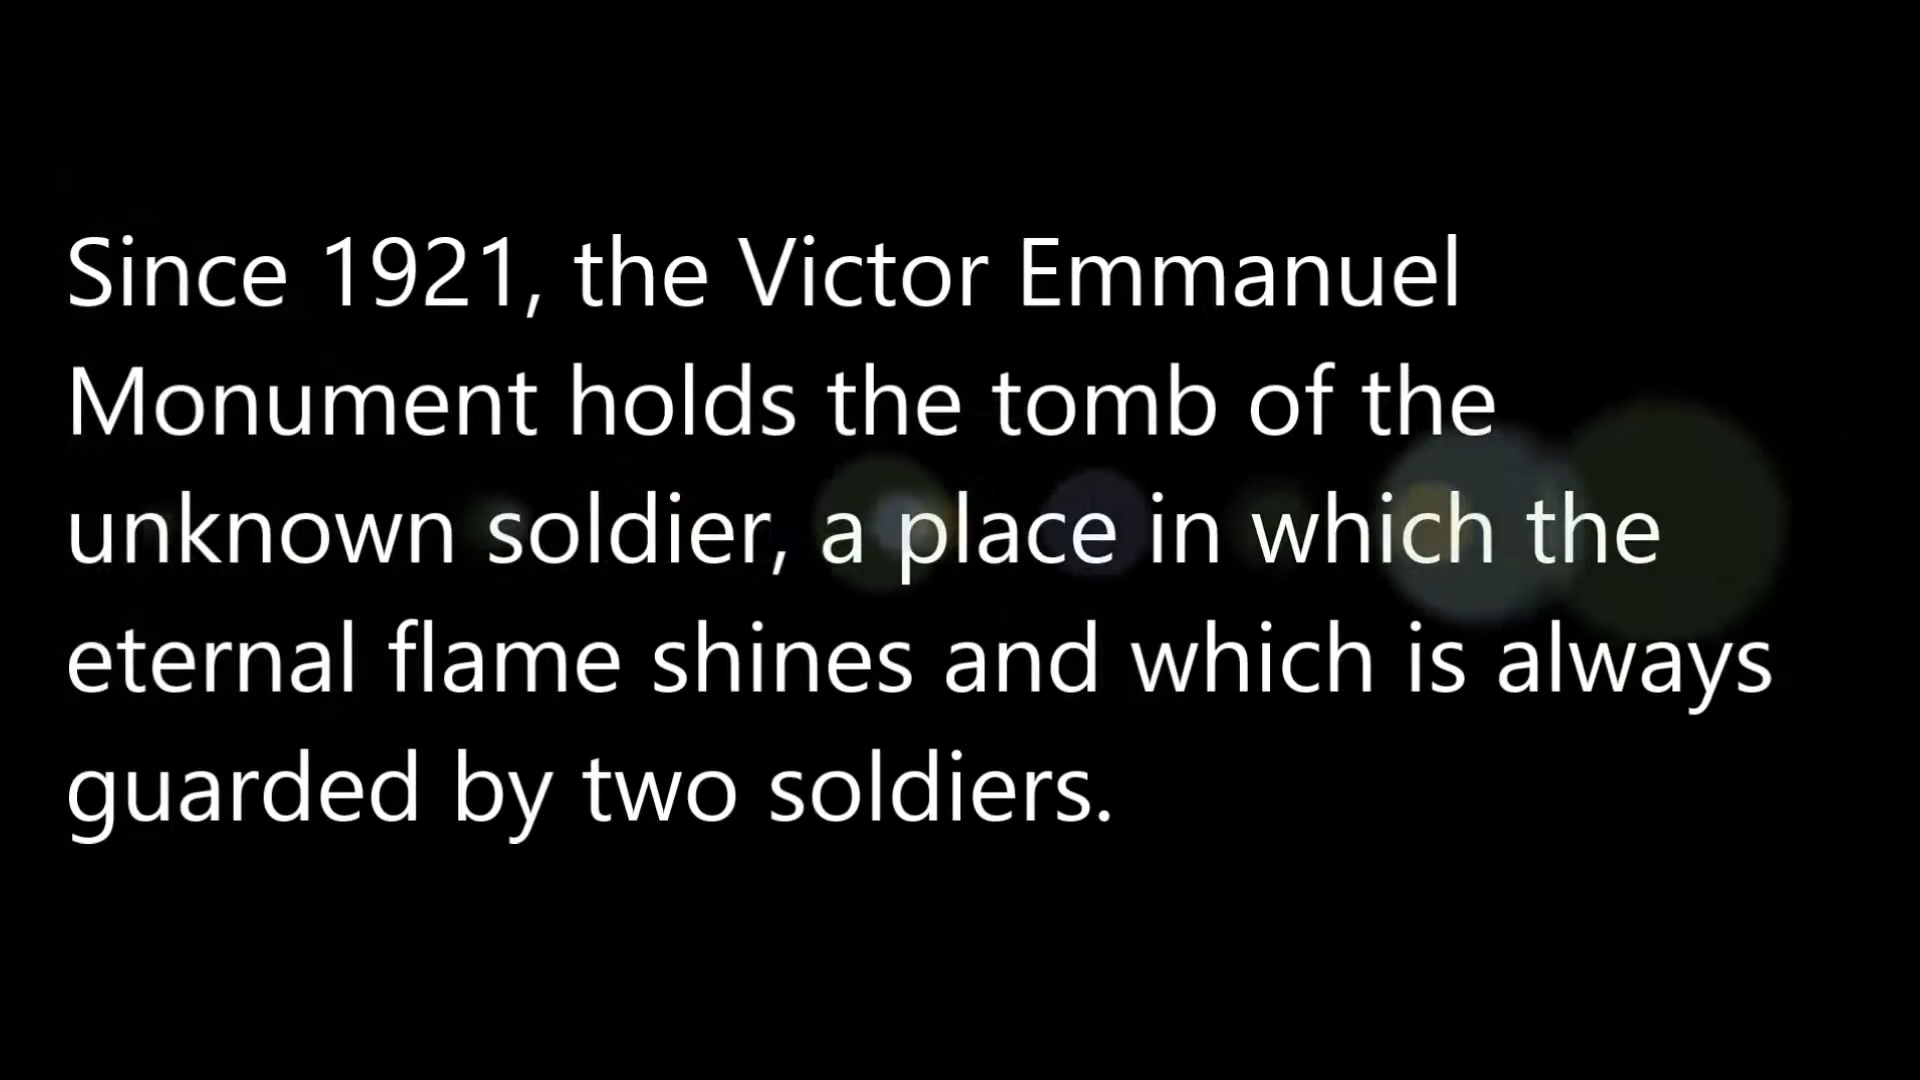 Since 1921, the Victor Emmanuel
Monument holds the tomb of the
unknown soldier, a place in which the
eternal flame shines and which is always
guarded by two soldiers.